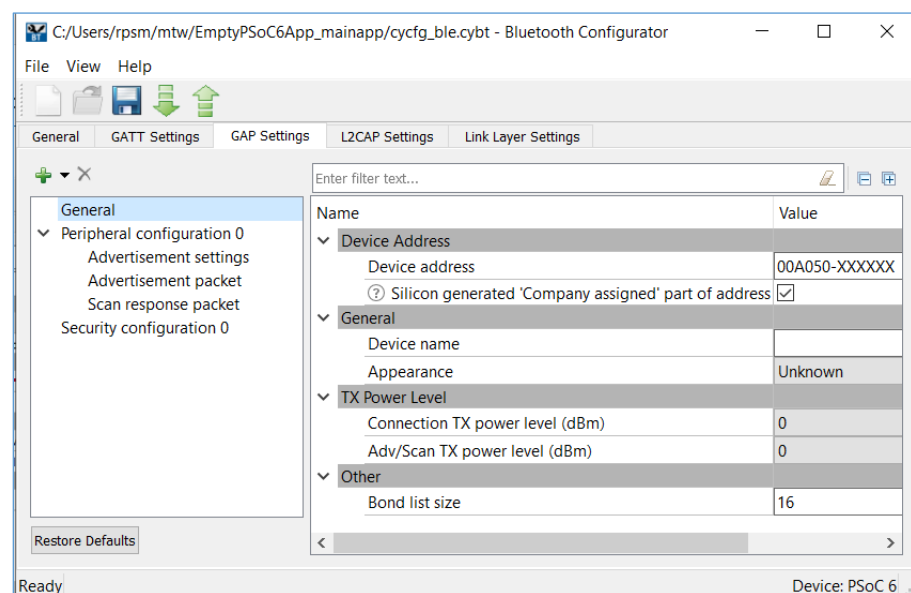 C:/Users/rpsm/mtw/EmptyPSoC6App_mainapp/cycfg_ble.cybt - Bluetooth Configurator
File View Help
General GATT Settings GAP Settings L2CAP Settings Link Layer Settings
Enter filter text...
General
Peripheral configuration 0
Advertisement settings
Advertisement packet
Scan response packet
Security configuration 0
Name Value
Device Address
Device address 00A050-XXXXXX
Silicon generated 'Company assigned' part of address
General
Device name
Appearance Unknown
TX Power Level
Connection TX power level (dBm) 0
Adv/Scan TX power level (dBm) 0
Other
Bond list size 16
Restore Defaults
Ready Device: PSoC 6